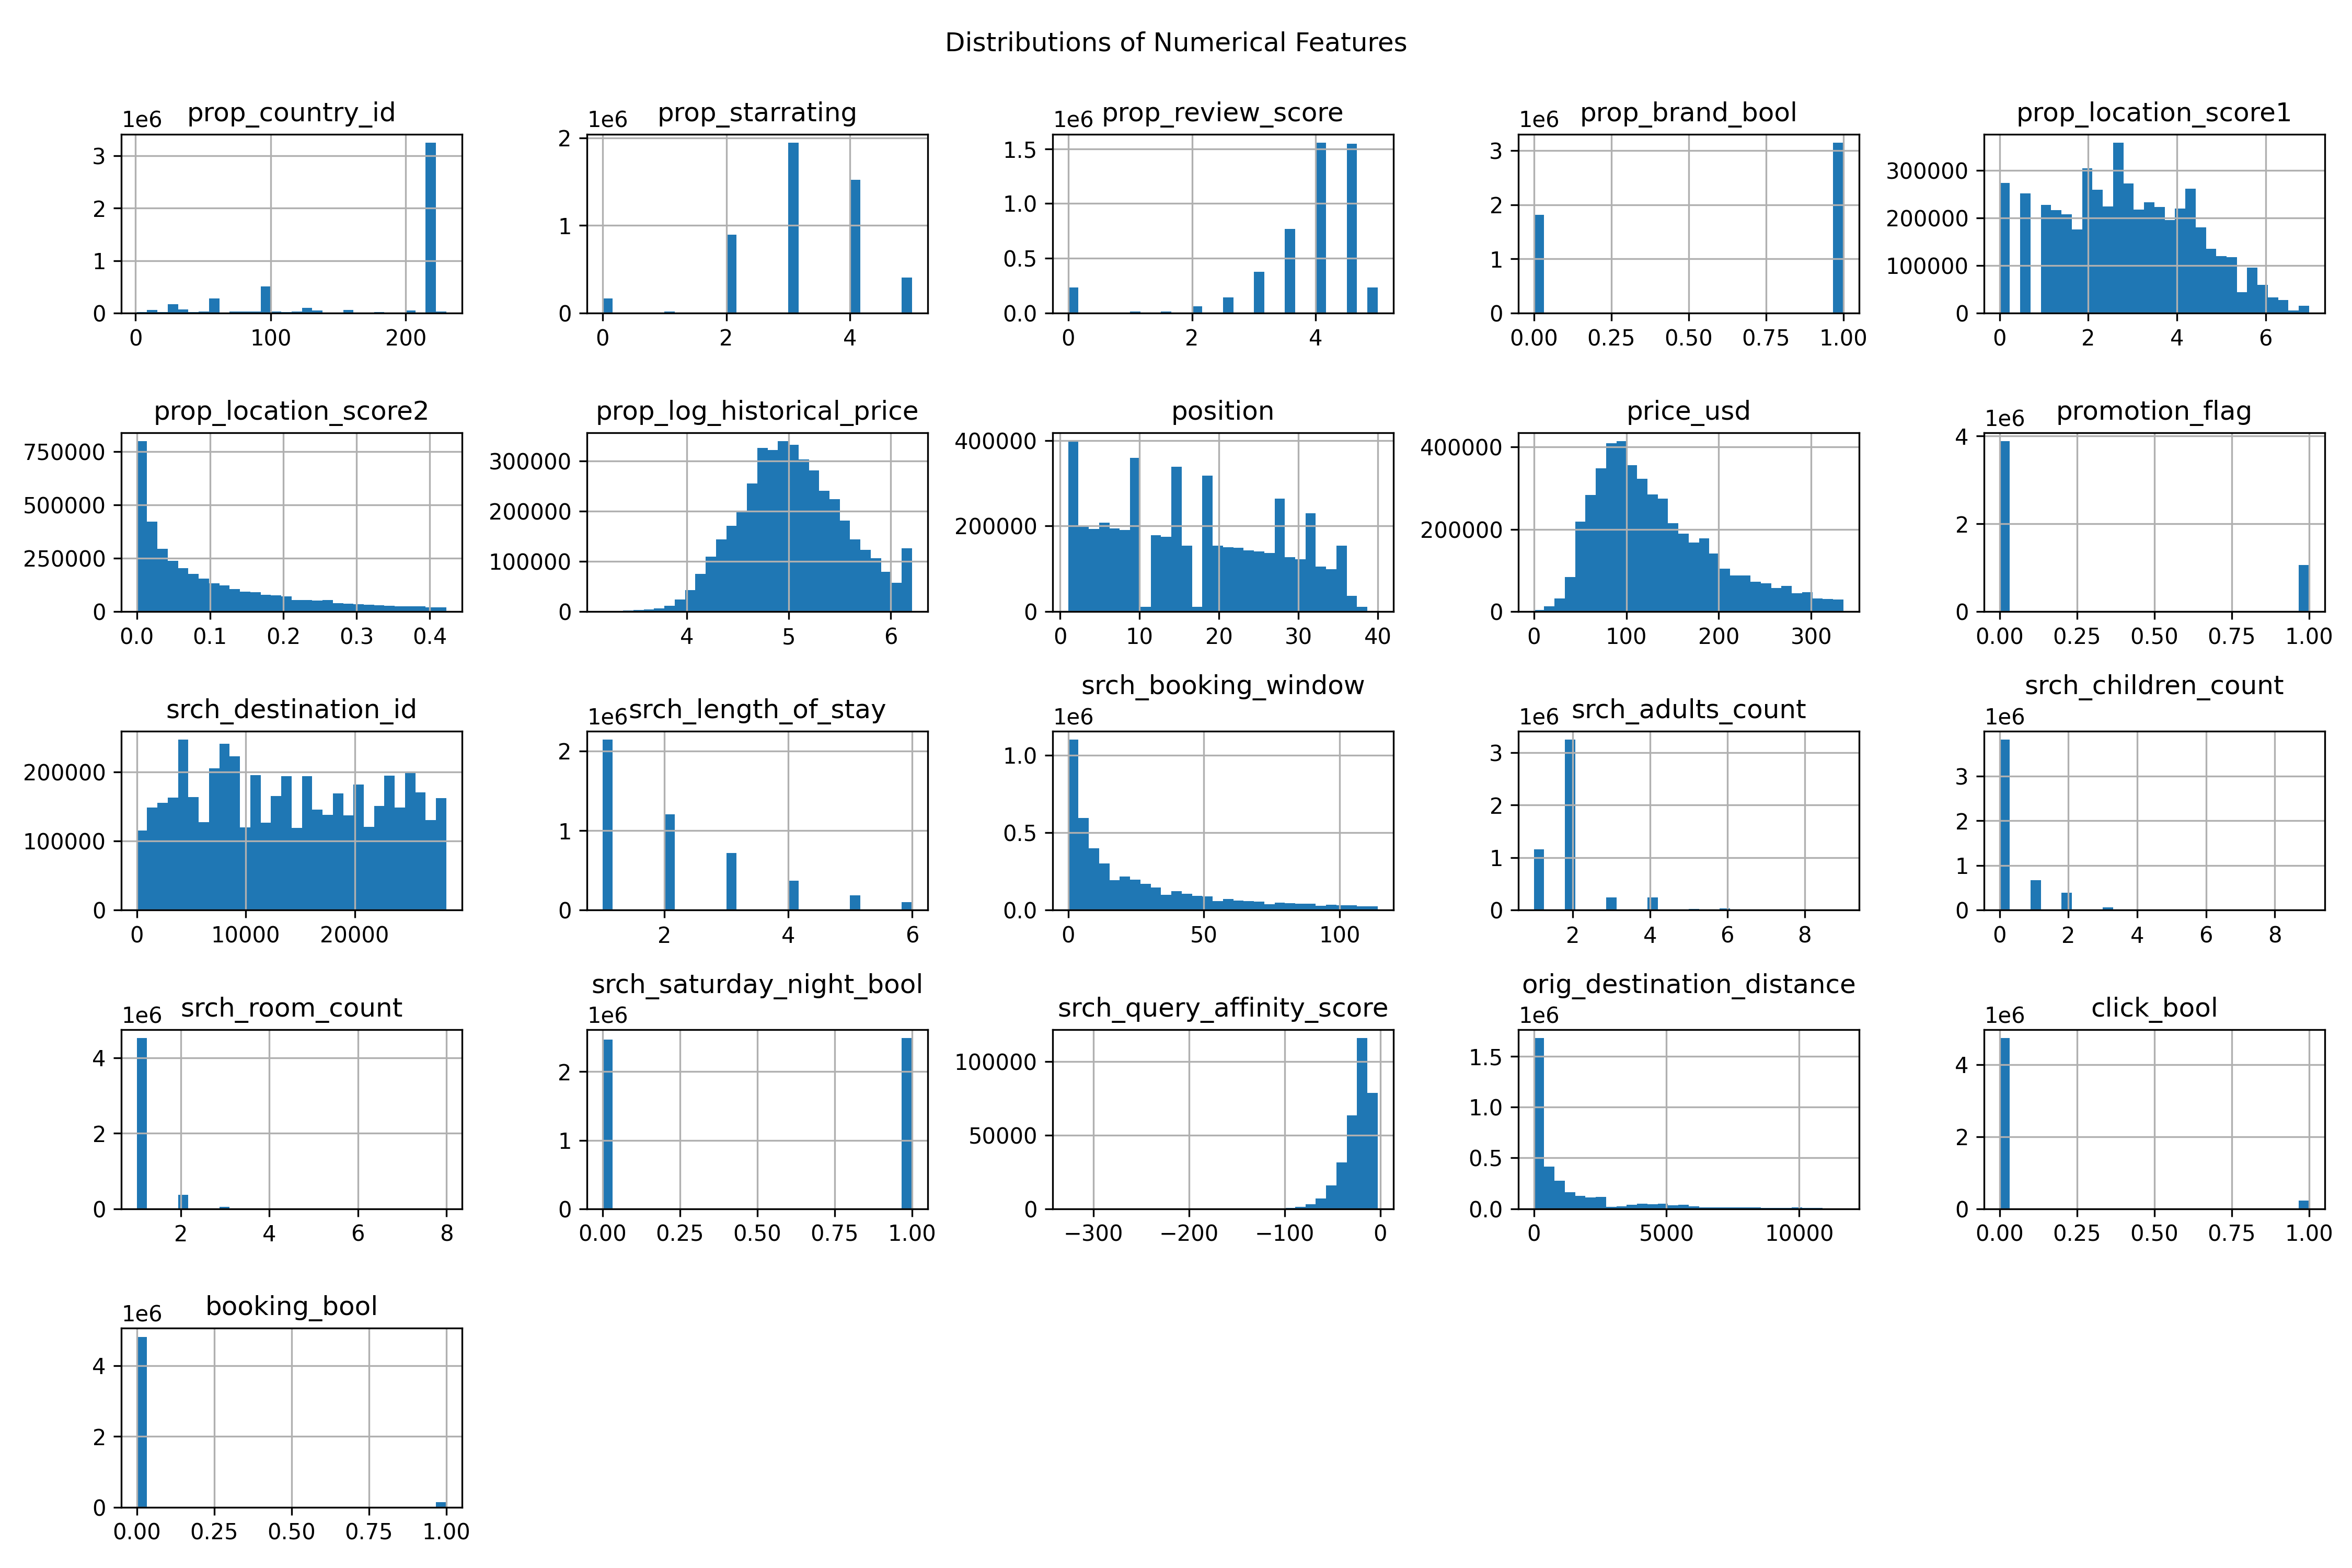 Distributions of Numerical Features
prop_country_id
1e6
3
2
1
0
0 100 200
prop_starrating
1e6
2
1
0
0 2 4
prop_review_score
1e6
1.5
1.0
0.5
0.0
0 2 4
prop_brand_bool
1e6
3
2
1
0
0.00 0.25 0.50 0.75 1.00
prop_location_score1
300000
200000
100000
0
0 2 4 6
prop_location_score2
750000
500000
250000
0
0.0 0.1 0.2 0.3 0.4
prop_log_historical_price
300000
200000
100000
0
4 5 6
position
400000
200000
0
0 10 20 30 40
price_usd
400000
200000
0
0 100 200 300
promotion_flag
1e6
4
2
0
0.00 0.25 0.50 0.75 1.00
srch_destination_id
200000
100000
0
0 10000 20000
srch_length_of_stay
1e6
2
1
0
2 4 6
srch_booking_window
1e6
1.0
0.5
0.0
0 50 100
srch_adults_count
1e6
3
2
1
0
2 4 6 8
srch_children_count
1e6
3
2
1
0
0 2 4 6 8
srch_room_count
1e6
4
2
0
2 4 6 8
srch_saturday_night_bool
1e6
2
1
0
0.00 0.25 0.50 0.75 1.00
srch_query_affinity_score
100000
50000
0
−300 −200 −100 0
orig_destination_distance
1e6
1.5
1.0
0.5
0.0
0 5000 10000
click_bool
1e6
4
2
0
0.00 0.25 0.50 0.75 1.00
booking_bool
1e6
4
2
0
0.00 0.25 0.50 0.75 1.00